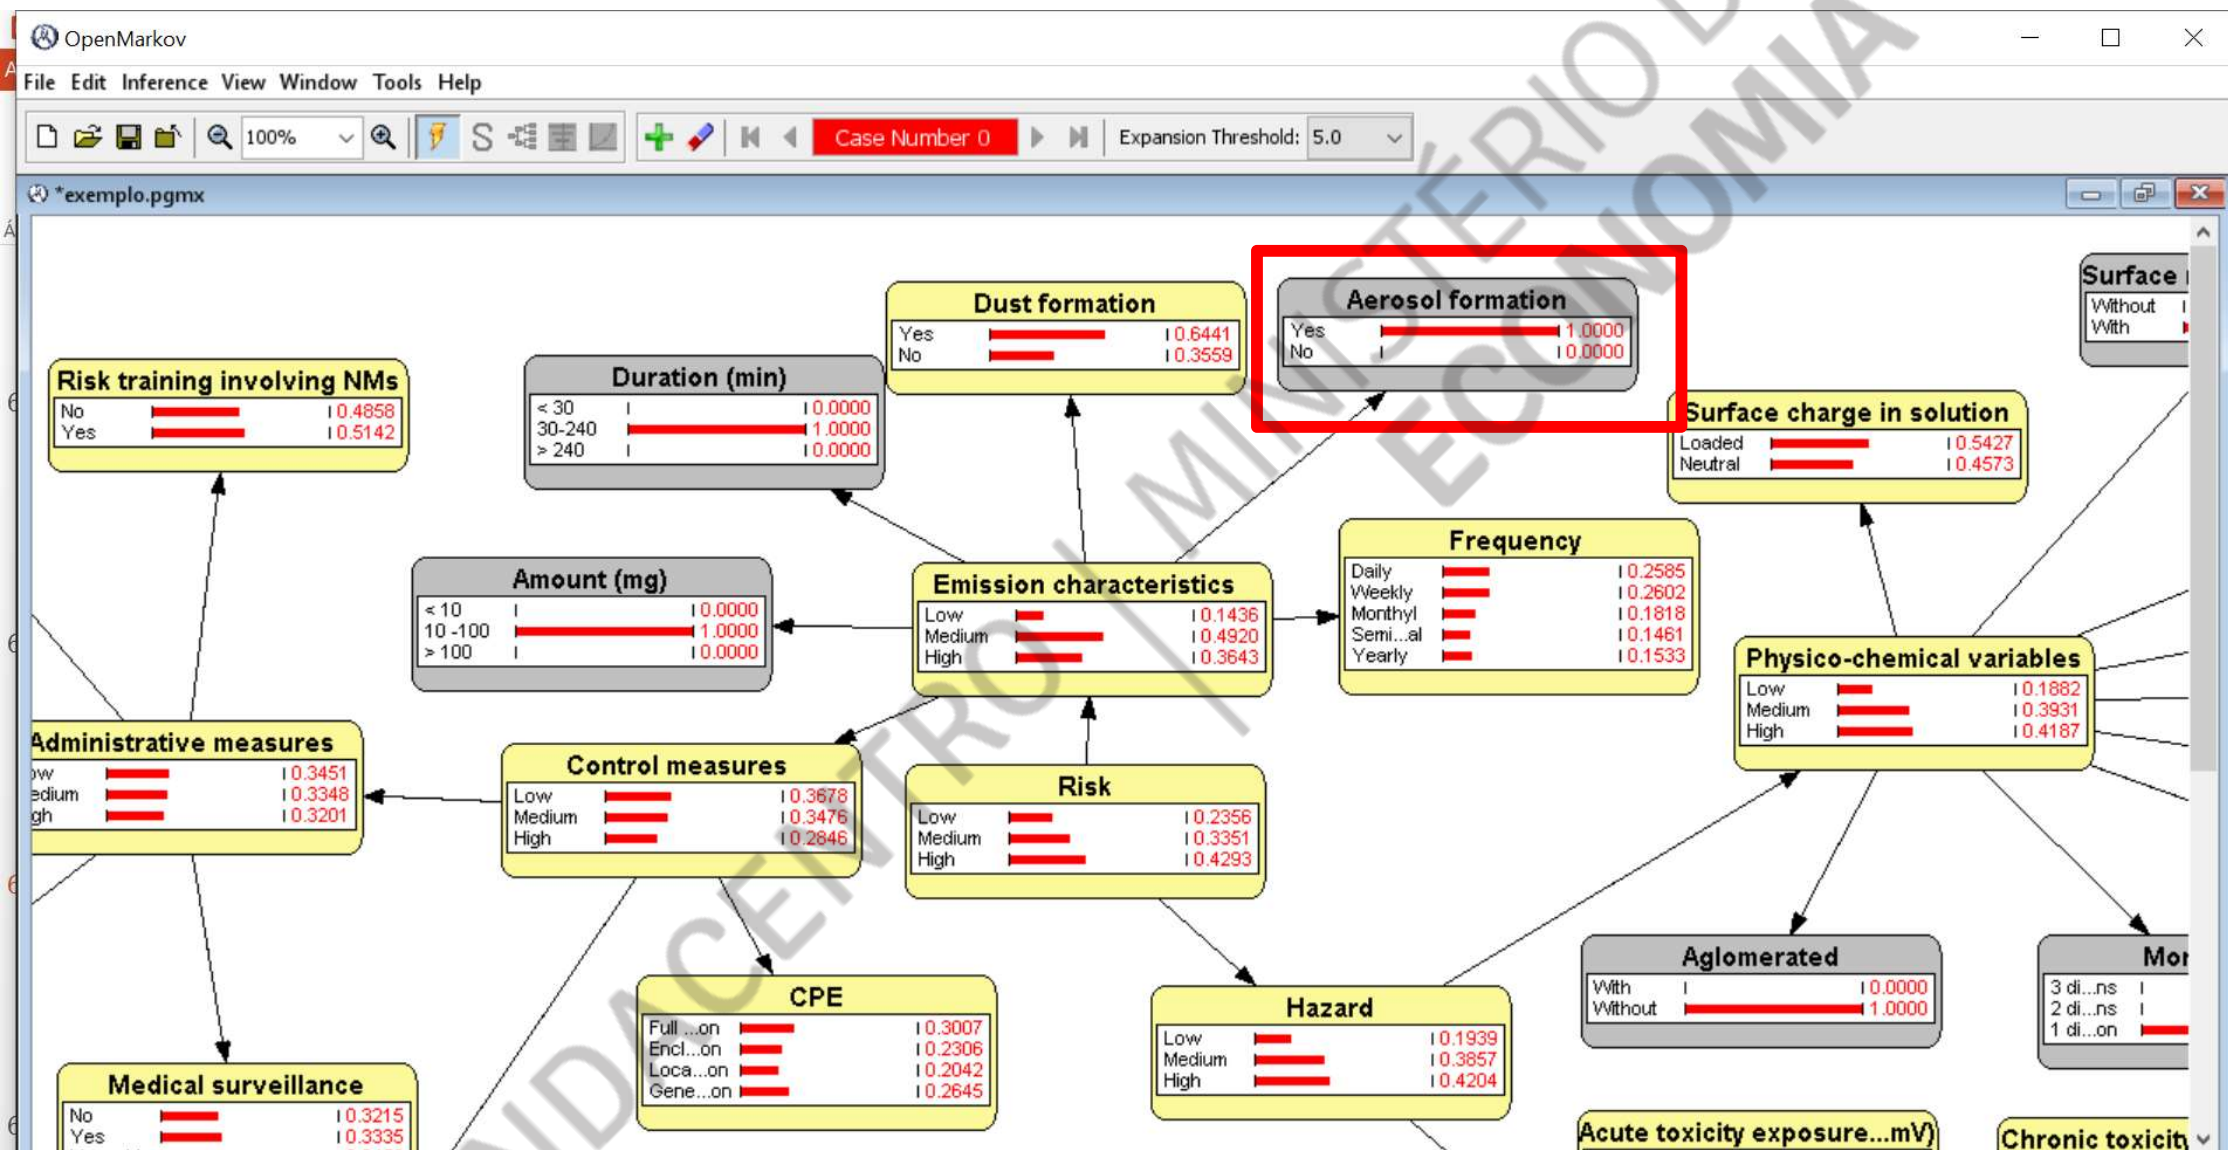 OpenMarkov
File Edit Inference View Window Tools Help
100%
S
Case Number 0
Expansion Threshold: 5.0
*exemplo.pgmx
Dust formation
Yes 0.6441
No 0.3559
Aerosol formation
Yes 1.0000
No 0.0000
Surface
Without
With
Risk training involving NMs
No 0.4858
Yes 0.5142
Duration (min)
< 30 0.0000
30-240 1.0000
> 240 0.0000
Surface charge in solution
Loaded 0.5427
Neutral 0.4573
Amount (mg)
< 10 0.0000
10 -100 1.0000
> 100 0.0000
Emission characteristics
Low 0.1436
Medium 0.4920
High 0.3643
Frequency
Daily 0.2585
Weekly 0.2602
Monthyl 0.1818
Semi...al 0.1461
Yearly 0.1533
Physico-chemical variables
Low 0.1882
Medium 0.3931
High 0.4187
Administrative measures
ow 0.3451
edium 0.3348
gh 0.3201
Control measures
Low 0.3678
Medium 0.3476
High 0.2846
Risk
Low 0.2356
Medium 0.3351
High 0.4293
CPE
Full ...on 0.3007
Encl...on 0.2306
Loca...on 0.2042
Gene...on 0.2645
Hazard
Low 0.1939
Medium 0.3857
High 0.4204
Aglomerated
With 0.0000
Without 1.0000
Mor
3 di...ns
2 di...ns
1 di...on
Medical surveillance
No 0.3215
Yes 0.3335
Acute toxicity exposure...mV)
Chronic toxicity
NDACENTRO | MINISTÉRIO D
ECONOMIA